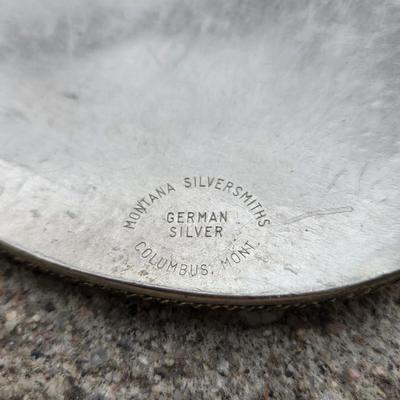 MONTANA SILVERSMITHS
GERMAN
SILVER
COLUMBUS, MONT.